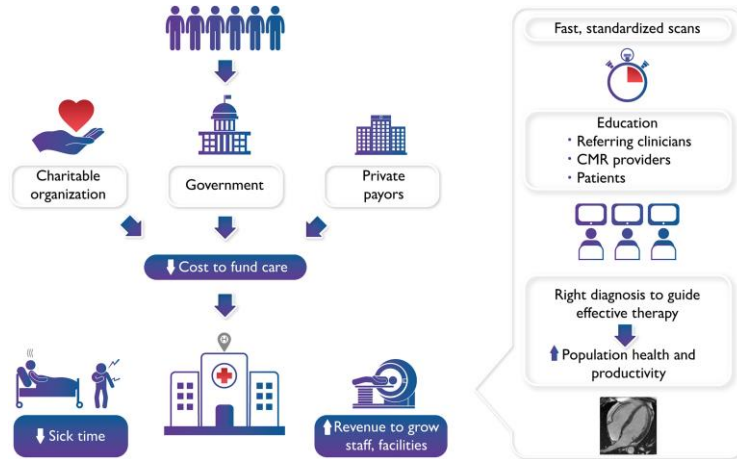 Charitable
organization
Government
Private
payors
Cost to fund care
Sick time
Revenue to grow
staff, facilities
Fast, standardized scans
Education
· Referring clinicians
· CMR providers
· Patients
Right diagnosis to guide
effective therapy
Population health and
productivity